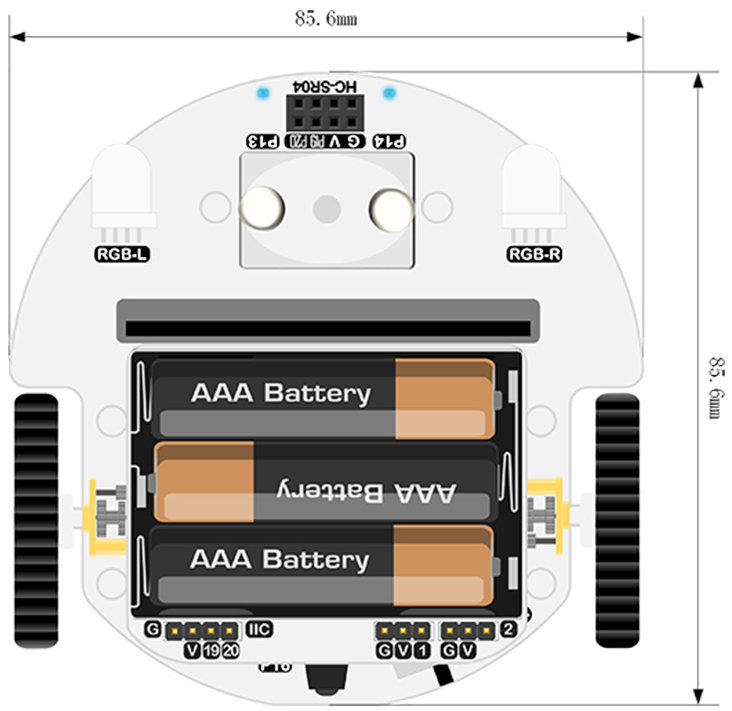 85.6mm
HC-SR04
P13
P20 P19 V G
P14
RGB-L
RGB-R
85.6mm
AAA Battery
AAA Battery
AAA Battery
G
IIC
2
V 19 20
G V 1
G V
P16